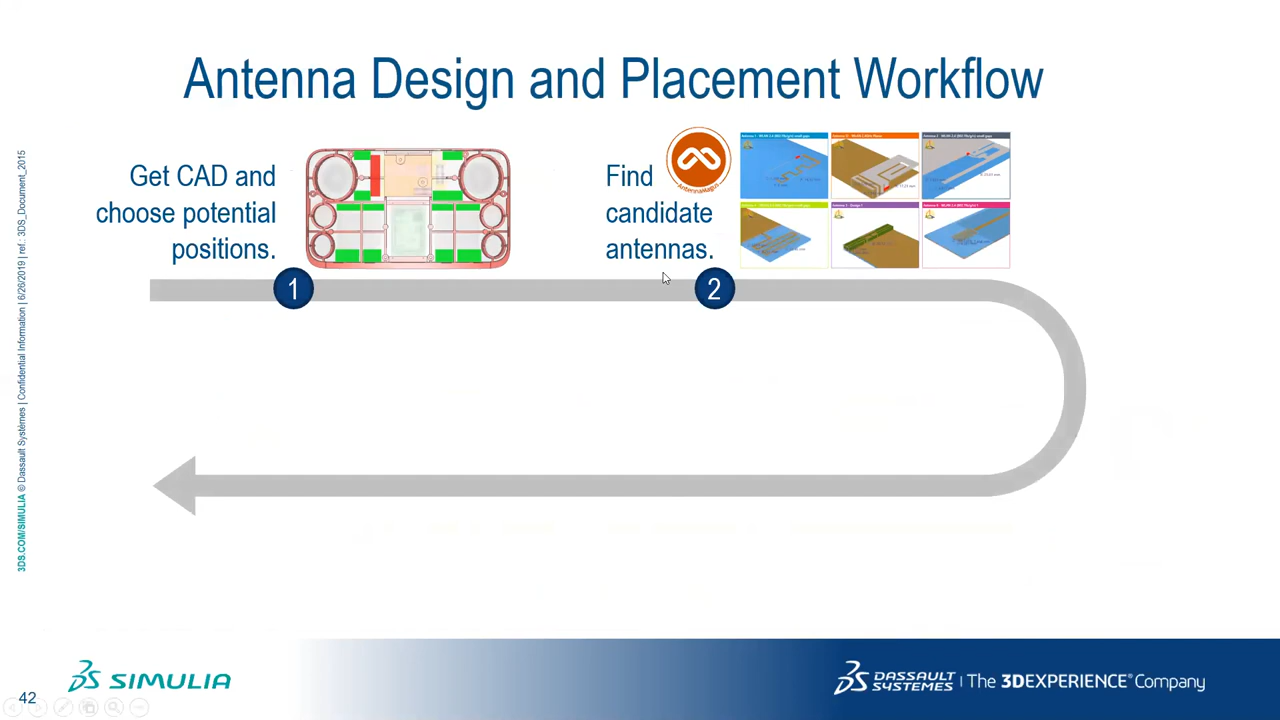 Antenna Design and Placement Workflow
Get CAD and
choose potential
positions.
Find
candidate
antennas.
AntennaMagus
1
2
3DS.COM/SIMULIA © Dassault Systèmes | Confidential Information | 6/26/2019 | ref.: 3DS_Document_2015
42
SIMULIA
DASSAULT
SYSTEMES
The 3DEXPERIENCE® Company